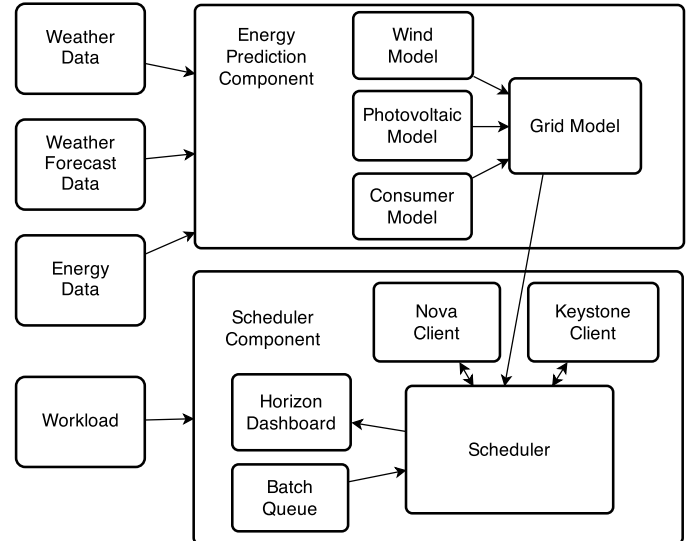 Weather
Data
Weather
Forecast
Data
Energy
Data
Workload
Energy
Prediction
Component
Wind
Model
Photovoltaic
Model
Consumer
Model
Grid Model
Scheduler
Component
Nova
Client
Keystone
Client
Horizon
Dashboard
Batch
Queue
Scheduler